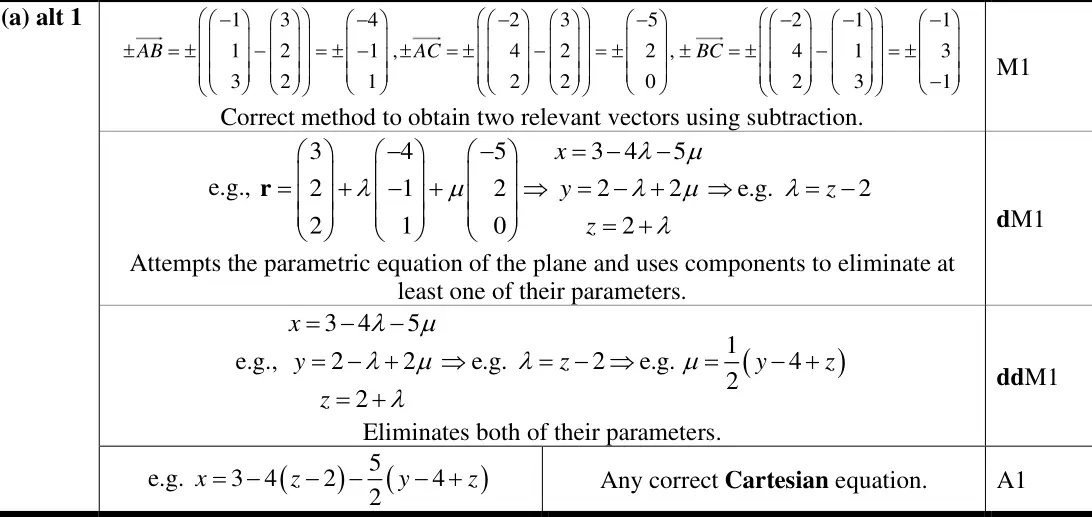 (a) alt 1
±AB⃗ = ±((−1 1 3) − (3 2 2)) = ±(−4 −1 1), ±AC⃗ = ±((−2 4 2) − (3 2 2)) = ±(−5 2 0), ±BC⃗ = ±((−2 4 2) − (−1 1 3)) = ±(−1 3 −1)
M1
Correct method to obtain two relevant vectors using subtraction.
x = 3 − 4λ − 5μ
e.g., r = (3 2 2) + λ(−4 −1 1) + μ(−5 2 0) ⇒ y = 2 − λ + 2μ ⇒ e.g. λ = z − 2
z = 2 + λ
dM1
Attempts the parametric equation of the plane and uses components to eliminate at
least one of their parameters.
x = 3 − 4λ − 5μ
e.g., y = 2 − λ + 2μ ⇒ e.g. λ = z − 2 ⇒ e.g. μ = 1/2 (y − 4 + z)
z = 2 + λ
ddM1
Eliminates both of their parameters.
e.g. x = 3 − 4(z − 2) − 5/2 (y − 4 + z)
Any correct Cartesian equation.
A1